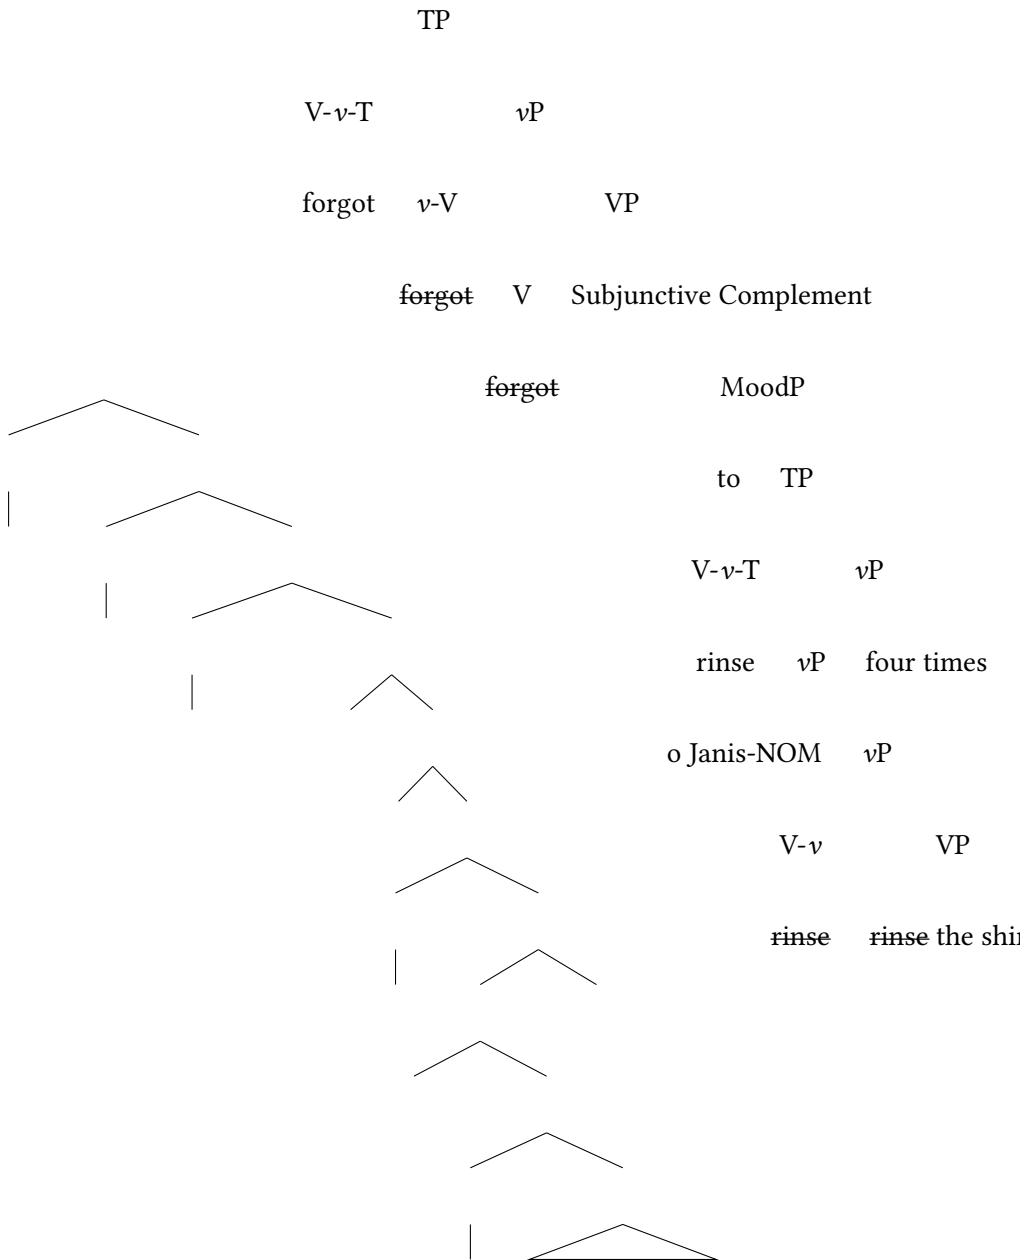 TP
V-v-T vP
forgot v-V VP
forgot V Subjunctive Complement
forgot MoodP
to TP
V-v-T vP
rinse vP four times
o Janis-NOM vP
V-v VP
rinse rinse the